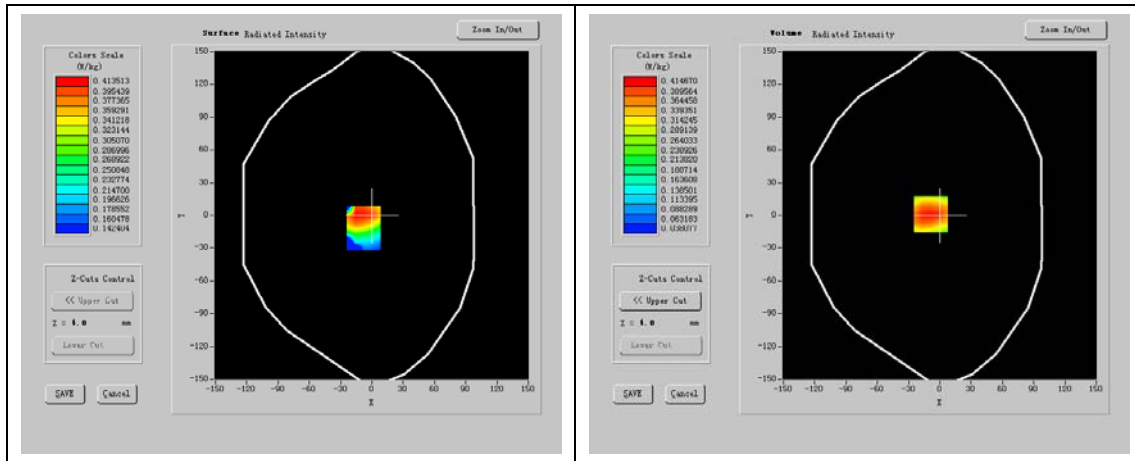 Surface Radiated Intensity
Zoom In/Out
Colors Scale
(W/kg)
0.413513
0.395439
0.377365
0.359291
0.341218
0.323144
0.305070
0.286996
0.268922
0.250848
0.232774
0.214700
0.196626
0.178552
0.160478
0.142404
Z-Cuts Control
<< Upper Cut
Z = 4.0 mm
Lower Cut
SAVE Cancel
150
120
90
60
30
0
-30
-60
-90
-120
-150
Y
-150 -120 -90 -60 -30 0 30 60 90 120 150
X
Volume Radiated Intensity
Zoom In/Out
Colors Scale
(W/kg)
0.414670
0.389564
0.364458
0.339351
0.314245
0.289139
0.264033
0.238926
0.213820
0.188714
0.163608
0.138501
0.113395
0.088289
0.063183
0.038077
Z-Cuts Control
<< Upper Cut
Z = 4.0 mm
Lower Cut
SAVE Cancel
150
120
90
60
30
0
-30
-60
-90
-120
-150
Y
-150 -120 -90 -60 -30 0 30 60 90 120 150
X